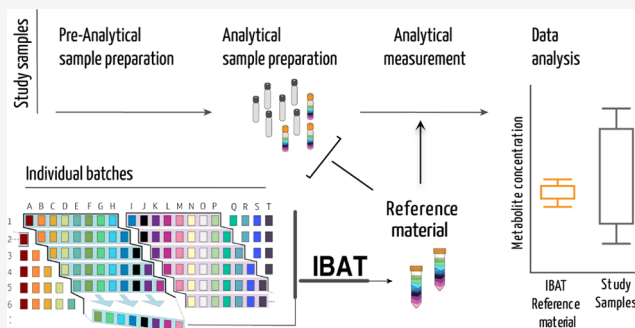 Study samples
Pre-Analytical
sample preparation
Analytical
sample preparation
Analytical
measurement
Data
analysis
Individual batches
A B C D E F G H I J K L M N O P Q R S T
1
2
3
4
5
6
:
IBAT
Reference
material
Metabolite concentration
IBAT
Reference
material
Study
Samples